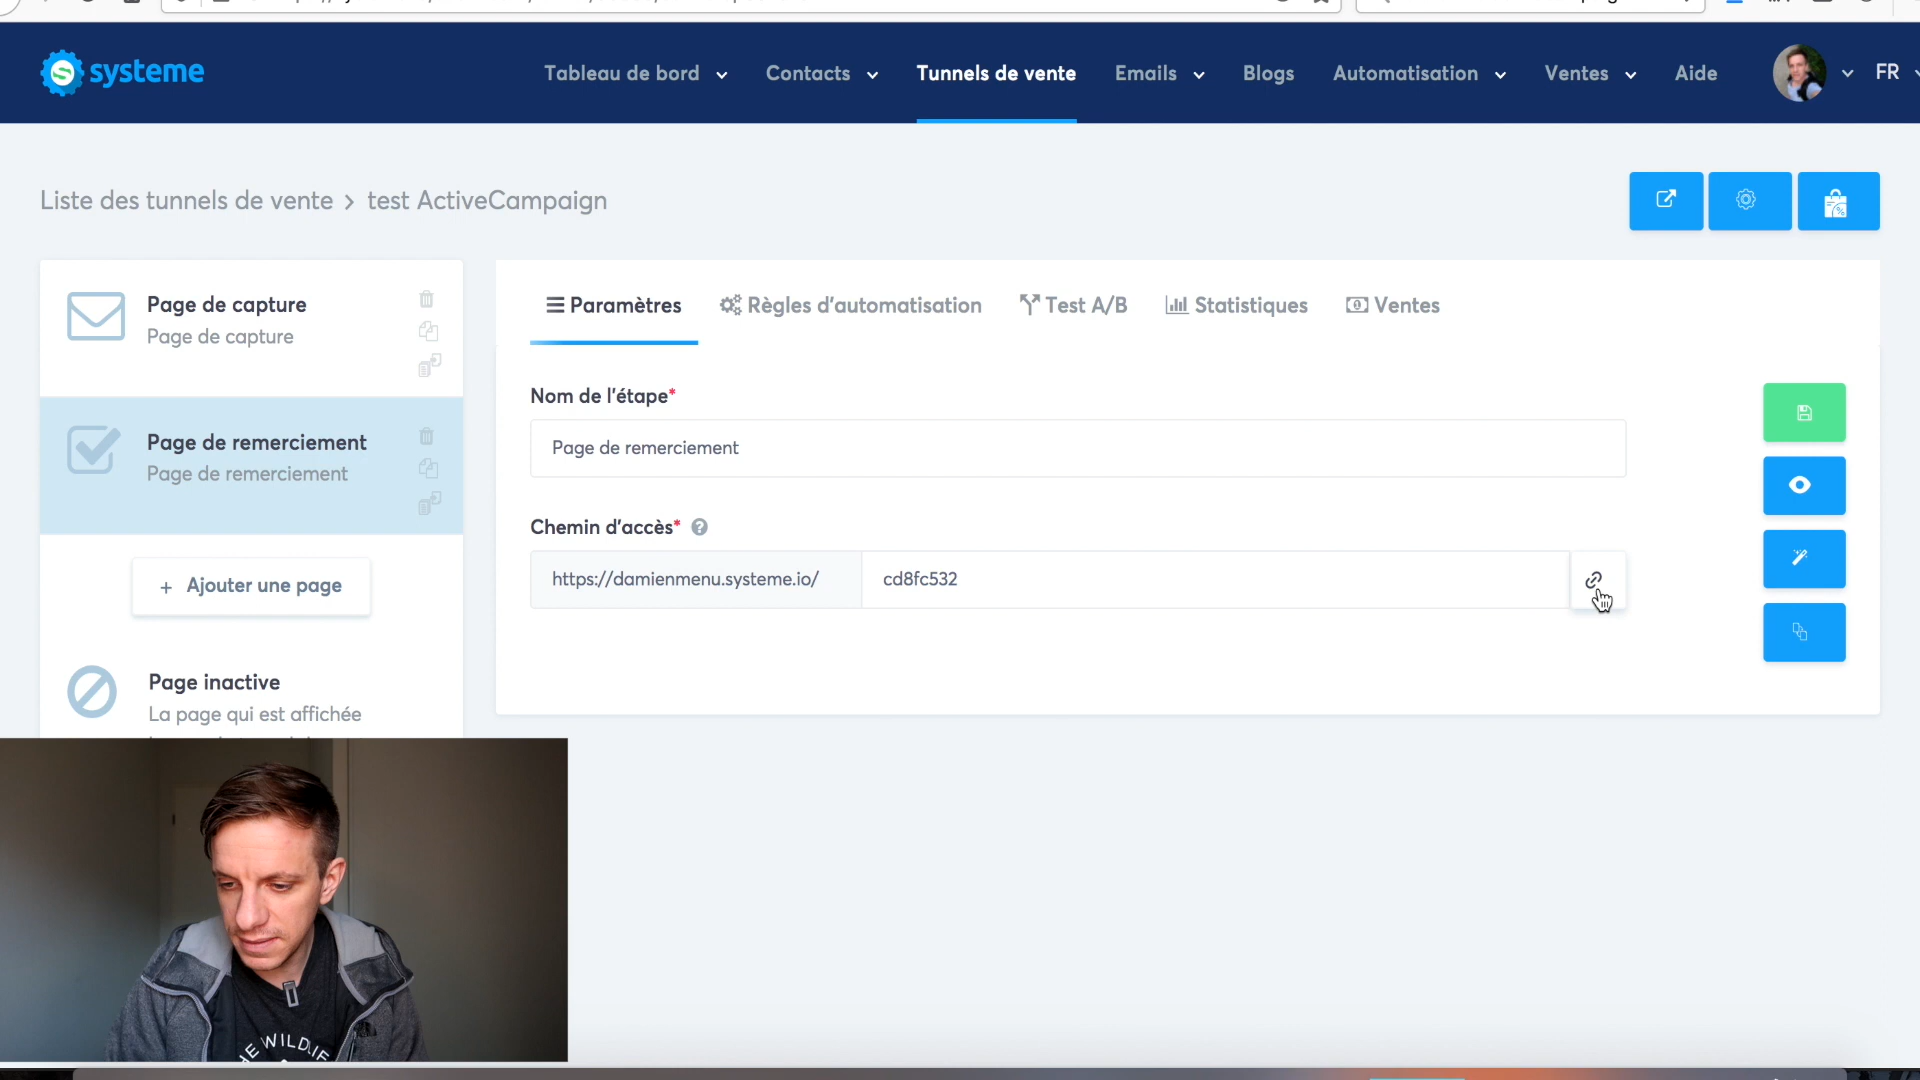 systeme
Tableau de bord Contacts Tunnels de vente Emails Blogs Automatisation Ventes Aide FR
Liste des tunnels de vente > test ActiveCampaign
Page de capture
Page de capture
Page de remerciement
Page de remerciement
+ Ajouter une page
Page inactive
La page qui est affichée
Paramètres Règles d'automatisation Test A/B Statistiques Ventes
Nom de l'étape*
Page de remerciement
Chemin d'accès* ?
https://damienmenu.systeme.io/ cd8fc532